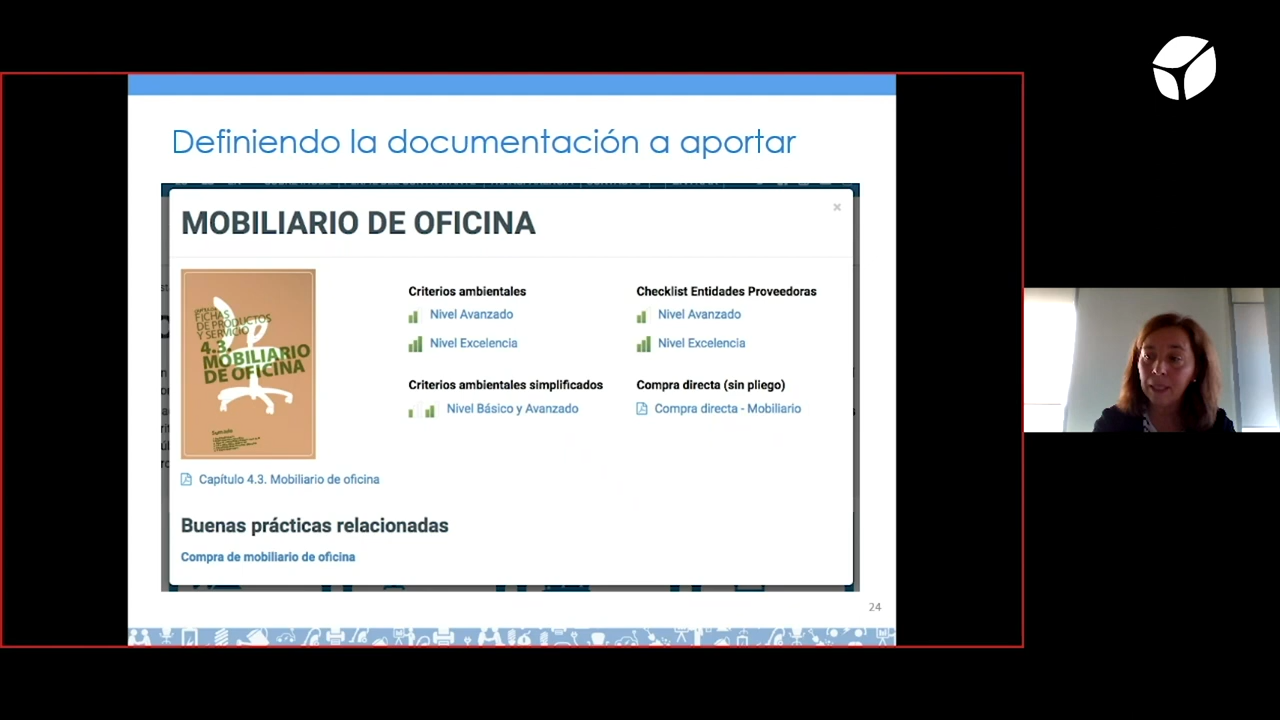 Definiendo la documentación a aportar
MOBILIARIO DE OFICINA
×
FICHAS
DE PRODUCTOS
Y SERVICIO
4.3.
MOBILIARIO
DE OFICINA
Capítulo 4.3. Mobiliario de oficina
Criterios ambientales
Nivel Avanzado
Nivel Excelencia
Criterios ambientales simplificados
Nivel Básico y Avanzado
Checklist Entidades Proveedoras
Nivel Avanzado
Nivel Excelencia
Compra directa (sin pliego)
Compra directa - Mobiliario
Buenas prácticas relacionadas
Compra de mobiliario de oficina
24